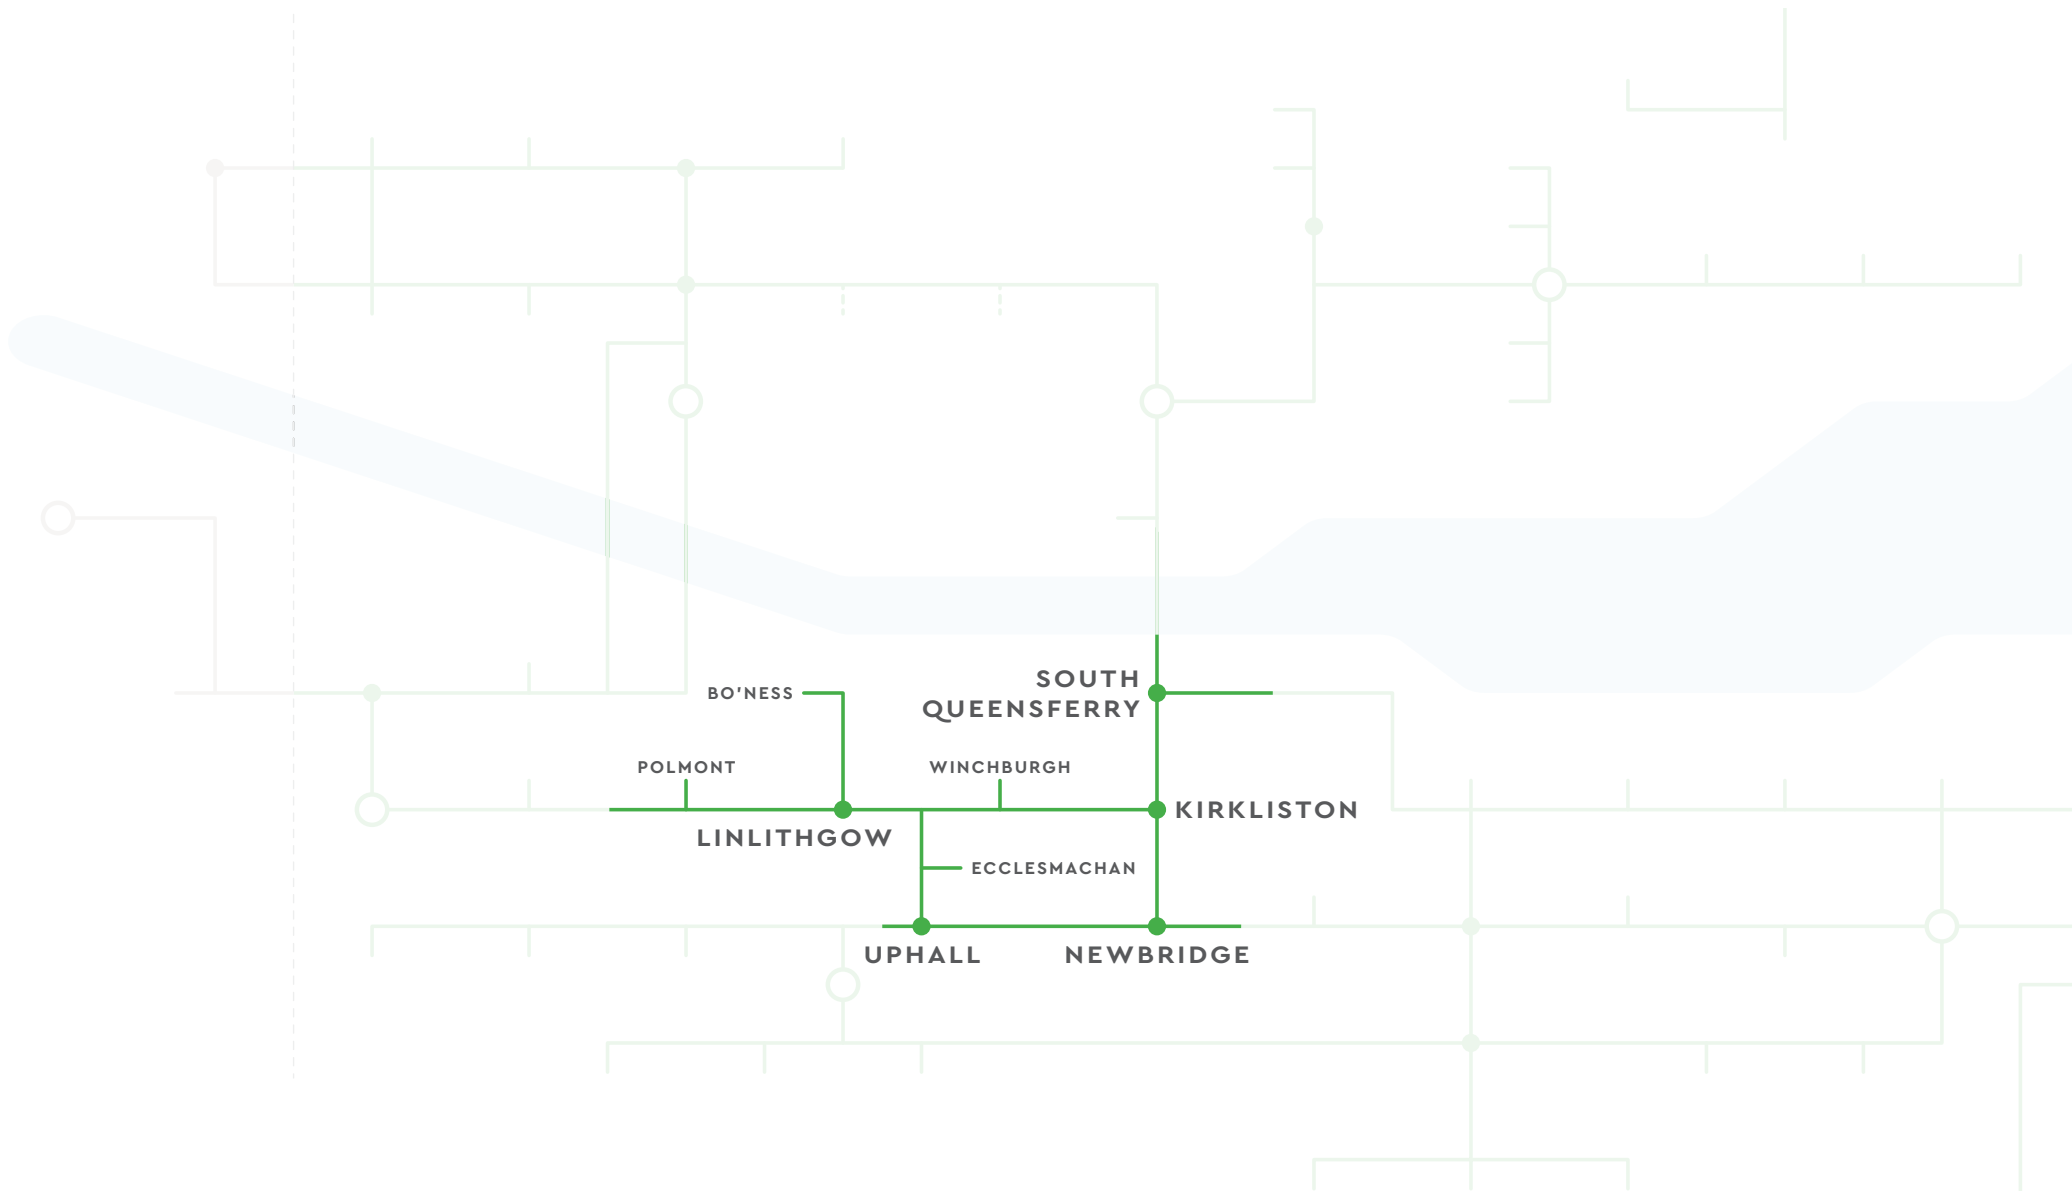 SOUTH
QUEENSFERRY
BO'NESS
POLMONT
WINCHBURGH
KIRKLISTON
LINLITHGOW
ECCLESMACHAN
UPHALL
NEWBRIDGE